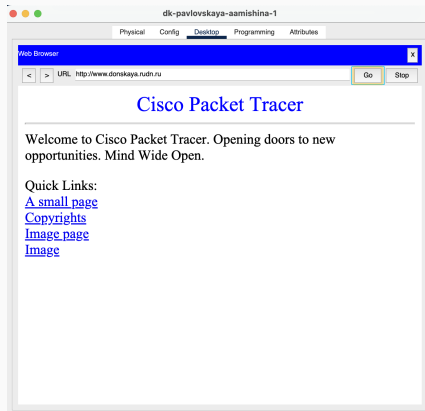 dk-pavlovskaya-aamishina-1
Physical Config Desktop Programming Attributes
Web Browser X
< > URL http://www.donskaya.rudn.ru Go Stop
Cisco Packet Tracer
Welcome to Cisco Packet Tracer. Opening doors to new
opportunities. Mind Wide Open.
Quick Links:
A small page
Copyrights
Image page
Image